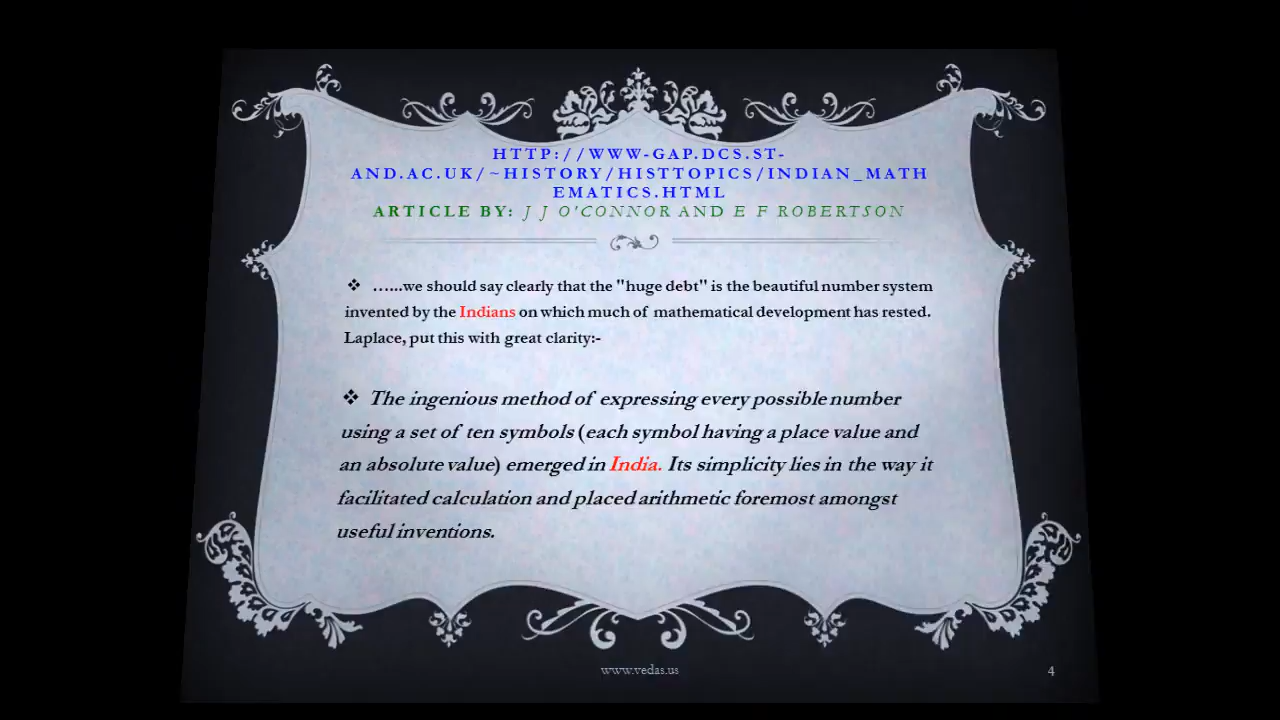 HTTP://WWW-GAP.DCS.ST-
AND.AC.UK/~HISTORY/HISTTOPICS/INDIAN_MATH
EMATICS.HTML
ARTICLE BY: J J O'CONNOR AND E F ROBERTSON
❖ …...we should say clearly that the "huge debt" is the beautiful number system
invented by the Indians on which much of mathematical development has rested.
Laplace, put this with great clarity:-
❖ The ingenious method of expressing every possible number
using a set of ten symbols (each symbol having a place value and
an absolute value) emerged in India. Its simplicity lies in the way it
facilitated calculation and placed arithmetic foremost amongst
useful inventions.
www.vedas.us
4